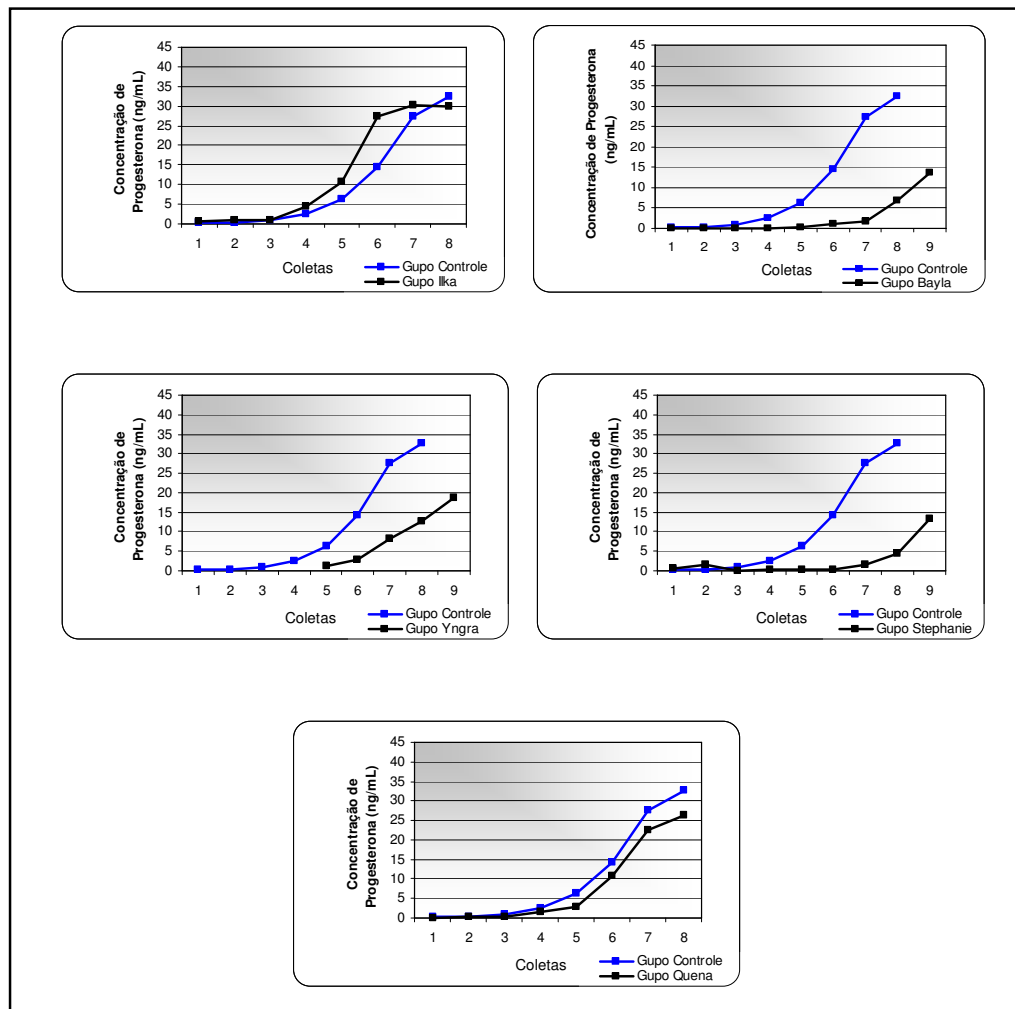 Concentração de
Progesterona (ng/mL)
45
40
35
30
25
20
15
10
5
0
1 2 3 4 5 6 7 8
Coletas
Gupo Controle
Gupo Ilka
Concentração de Progesterona
(ng/mL)
45
40
35
30
25
20
15
10
5
0
1 2 3 4 5 6 7 8 9
Coletas
Gupo Controle
Gupo Bayla
Concentração de
Progesterona (ng/mL)
45
40
35
30
25
20
15
10
5
0
1 2 3 4 5 6 7 8 9
Coletas
Gupo Controle
Gupo Yngra
Concentração de
Progesterona (ng/mL)
45
40
35
30
25
20
15
10
5
0
1 2 3 4 5 6 7 8 9
Coletas
Gupo Controle
Gupo Stephanie
Concentração de
Progesterona (ng/mL)
45
40
35
30
25
20
15
10
5
0
1 2 3 4 5 6 7 8
Coletas
Gupo Controle
Gupo Quena